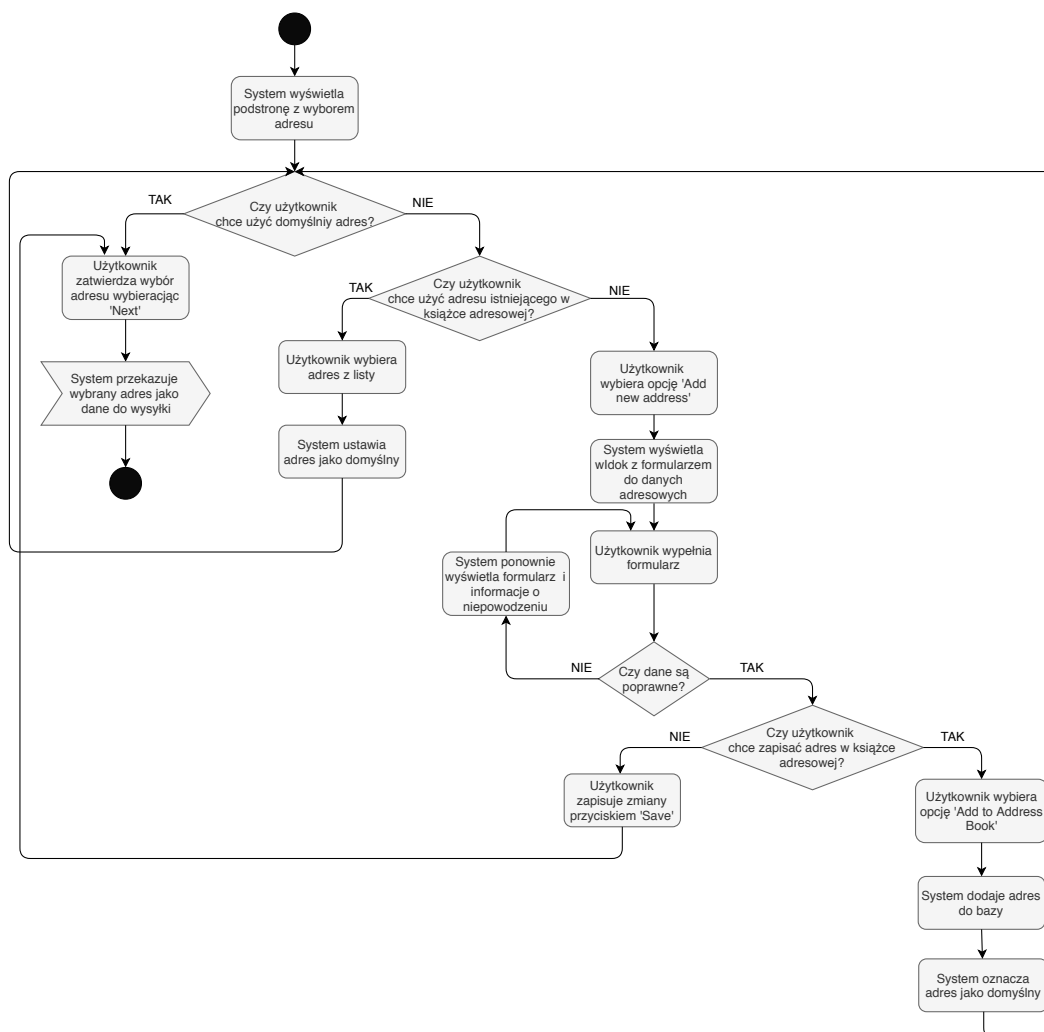 System wyświetla
podstronę z wyborem
adresu
TAK
Czy użytkownik
chce użyć domyślniy adres?
NIE
Użytkownik
zatwierdza wybór
adresu wybieracjąc
'Next'
System przekazuje
wybrany adres jako
dane do wysyłki
TAK
Czy użytkownik
chce użyć adresu istniejącego w
książce adresowej?
NIE
Użytkownik wybiera
adres z listy
System ustawia
adres jako domyślny
Użytkownik
wybiera opcję 'Add
new address'
System wyświetla
wIdok z formularzem
do danych
adresowych
Użytkownik wypełnia
formularz
System ponownie
wyświetla formularz i
informacje o
niepowodzeniu
NIE
Czy dane są
poprawne?
TAK
NIE
Czy użytkownik
chce zapisać adres w książce
adresowej?
TAK
Użytkownik
zapisuje zmiany
przyciskiem 'Save'
Użytkownik wybiera
opcję 'Add to Address
Book'
System dodaje adres
do bazy
System oznacza
adres jako domyślny